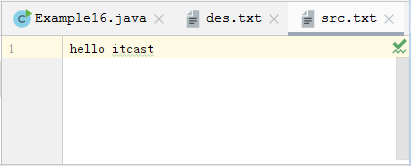 Example16.java des.txt src.txt
1 hello itcast